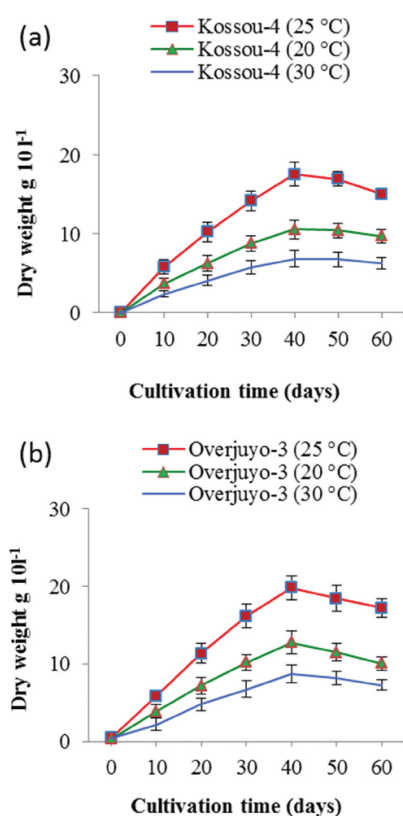 (a)
Kossou-4 (25 °C)
Kossou-4 (20 °C)
Kossou-4 (30 °C)
30
20
10
0
Dry weight g 10 l-1
0 10 20 30 40 50 60
Cultivation time (days)
(b)
Overjuyo-3 (25 °C)
Overjuyo-3 (20 °C)
Overjuyo-3 (30 °C)
30
20
10
0
Dry weight g 10l-1
0 10 20 30 40 50 60
Cultivation time (days)